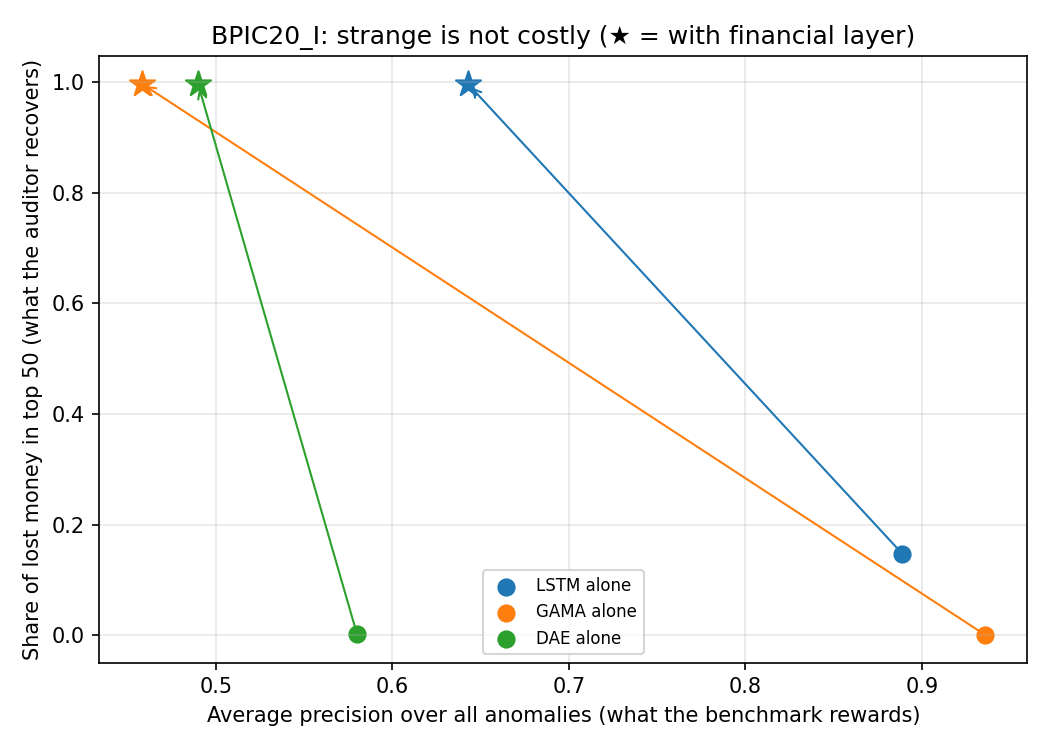 BPIC20_I: strange is not costly (★ = with financial layer)
Share of lost money in top 50 (what the auditor recovers)
1.0
0.8
0.6
0.4
0.2
0.0
LSTM alone
GAMA alone
DAE alone
0.5 0.6 0.7 0.8 0.9
Average precision over all anomalies (what the benchmark rewards)